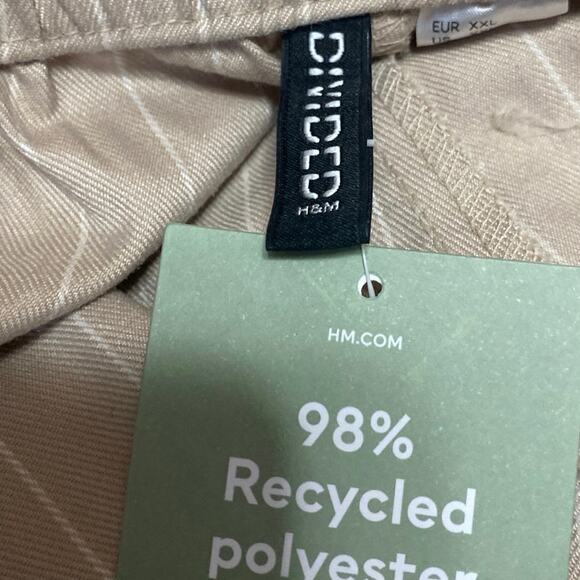 EUR XXL
DIVIDED
H&M
HM.COM
98%
Recycled
polyester